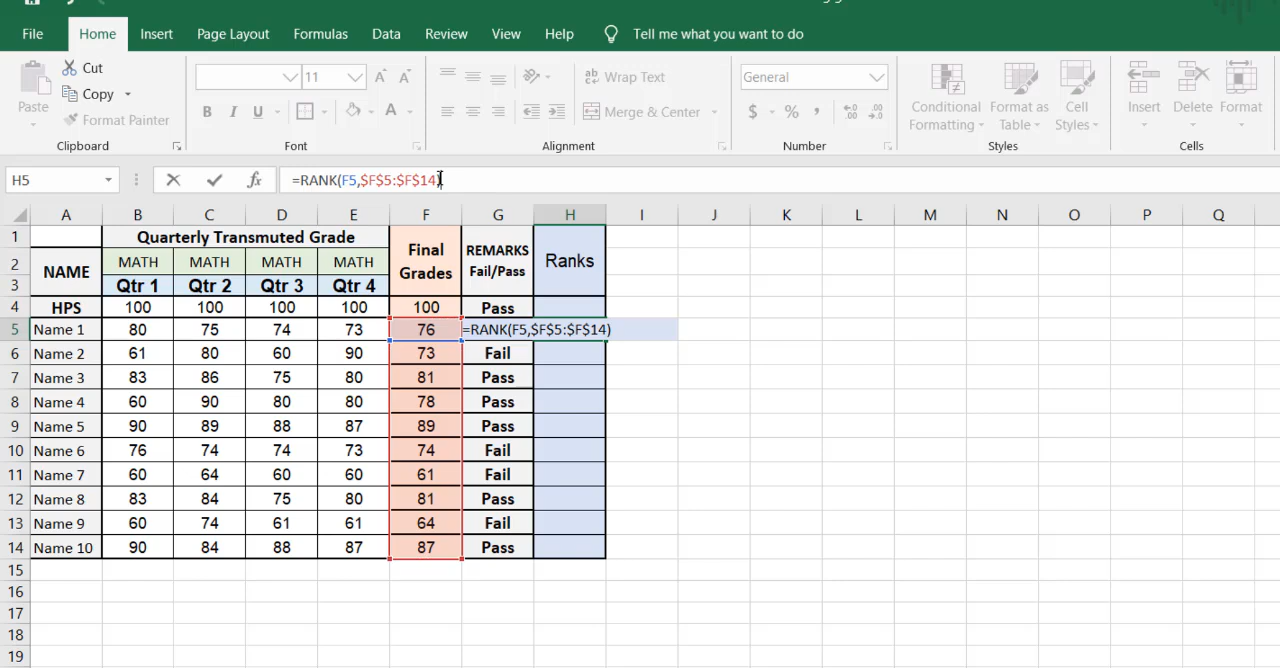 File Home Insert Page Layout Formulas Data Review View Help Tell me what you want to do
Paste Cut Copy Format Painter
Clipboard
11 A A
B I U A
Font
ab Wrap Text
Merge & Center
Alignment
General
$ % , .00 .0
Number
Conditional Formatting Format as Table Cell Styles
Styles
Insert Delete Format
Cells
H5 fx =RANK(F5,$F$5:$F$14)
A B C D E F G H I J K L M N O P Q
1 Quarterly Transmuted Grade Final Grades REMARKS Fail/Pass Ranks
2 NAME MATH MATH MATH MATH
3 Qtr 1 Qtr 2 Qtr 3 Qtr 4
4 HPS 100 100 100 100 100 Pass
5 Name 1 80 75 74 73 76 =RANK(F5,$F$5:$F$14)
6 Name 2 61 80 60 90 73 Fail
7 Name 3 83 86 75 80 81 Pass
8 Name 4 60 90 80 80 78 Pass
9 Name 5 90 89 88 87 89 Pass
10 Name 6 76 74 74 73 74 Fail
11 Name 7 60 64 60 60 61 Fail
12 Name 8 83 84 75 80 81 Pass
13 Name 9 60 74 61 61 64 Fail
14 Name 10 90 84 88 87 87 Pass
15
16
17
18
19